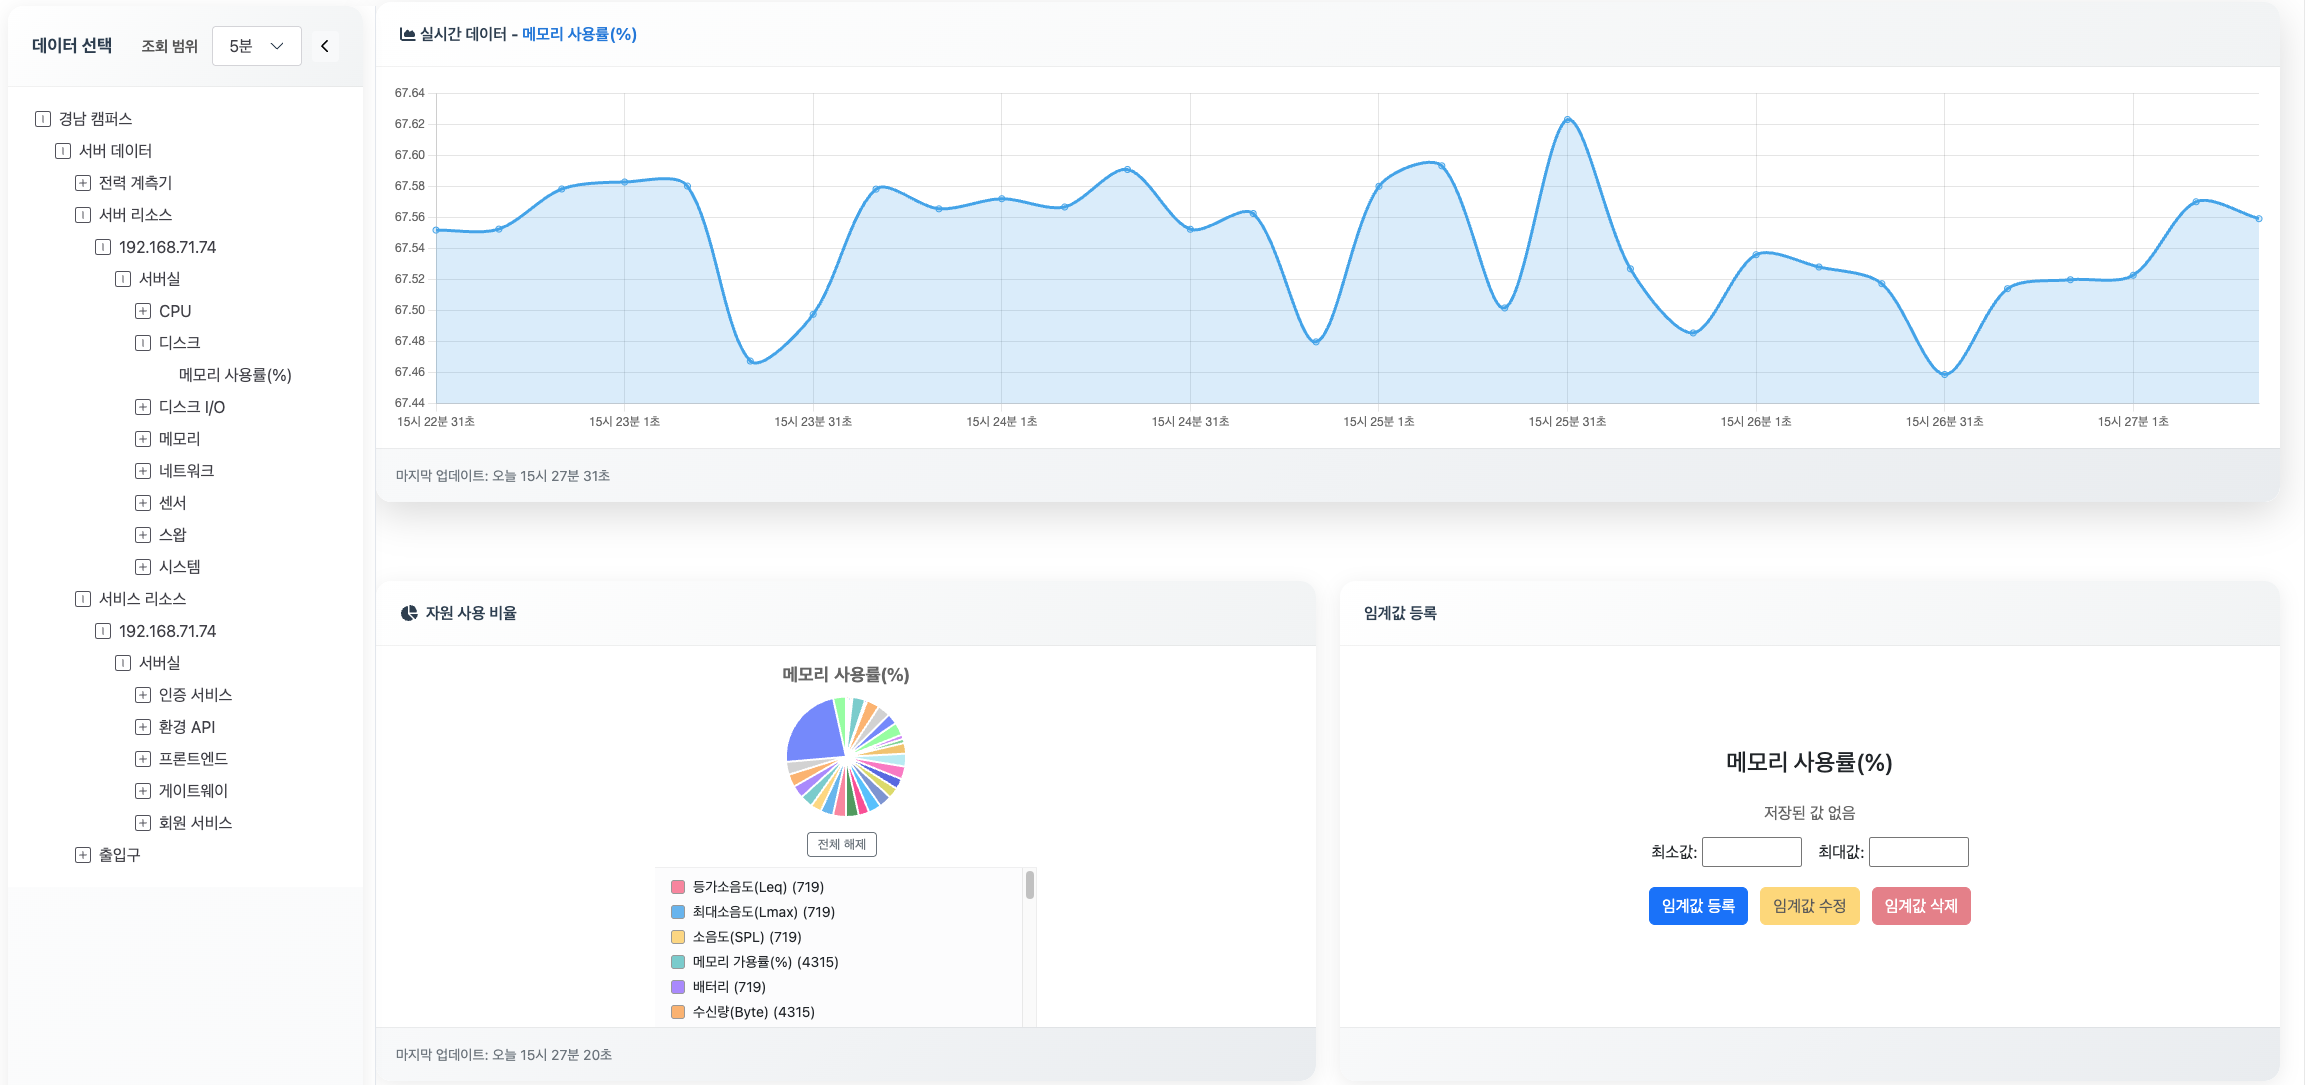 데이터 선택
조회 범위
5분
경남 캠퍼스
서버 데이터
전력 계측기
서버 리소스
192.168.71.74
서버실
CPU
디스크
메모리 사용률(%)
디스크 I/O
메모리
네트워크
센서
스왑
시스템
서비스 리소스
192.168.71.74
서버실
인증 서비스
환경 API
프론트엔드
게이트웨이
회원 서비스
출입구
실시간 데이터 - 메모리 사용률(%)
67.64
67.62
67.60
67.58
67.56
67.54
67.52
67.50
67.48
67.46
67.44
15시 22분 31초
15시 23분 1초
15시 23분 31초
15시 24분 1초
15시 24분 31초
15시 25분 1초
15시 25분 31초
15시 26분 1초
15시 26분 31초
15시 27분 1초
마지막 업데이트: 오늘 15시 27분 31초
자원 사용 비율
메모리 사용률(%)
전체 해제
등가소음도(Leq) (719)
최대소음도(Lmax) (719)
소음도(SPL) (719)
메모리 가용률(%) (4315)
배터리 (719)
수신량(Byte) (4315)
마지막 업데이트: 오늘 15시 27분 20초
임계값 등록
메모리 사용률(%)
저장된 값 없음
최소값:
최대값:
임계값 등록
임계값 수정
임계값 삭제